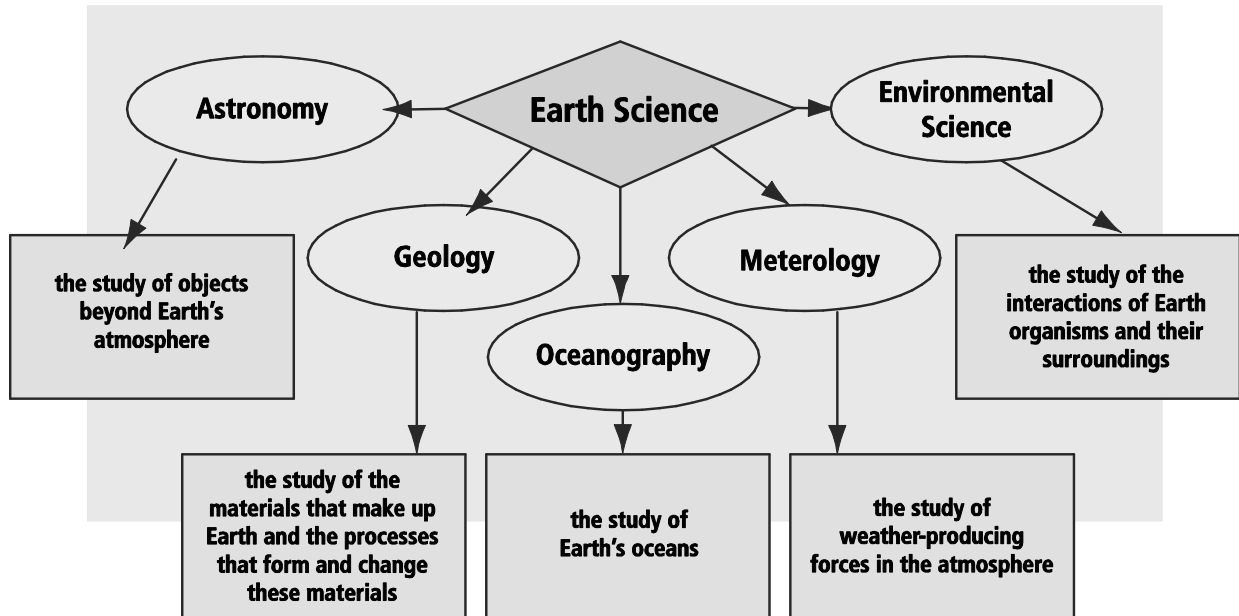 Earth Science
Astronomy
Environmental
Science
Geology
Meterology
Oceanography
the study of objects
beyond Earth’s
atmosphere
the study of the
interactions of Earth
organisms and their
surroundings
the study of the
materials that make up
Earth and the processes
that form and change
these materials
the study of
Earth’s oceans
the study of
weather-producing
forces in the atmosphere